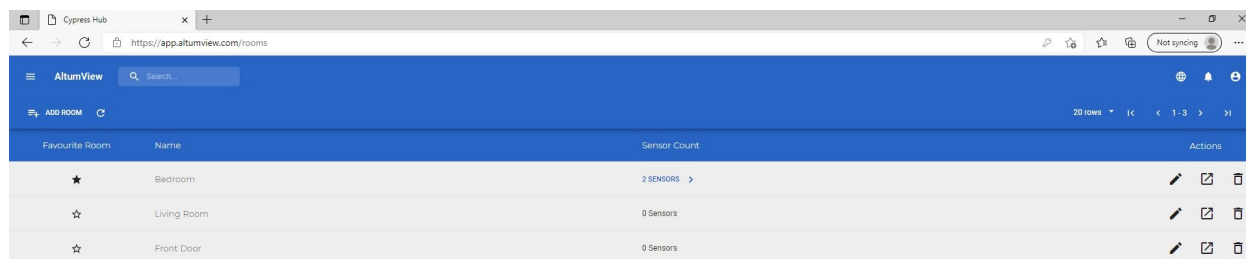 Cypress Hub
https://app.altumview.com/rooms
Not syncing
AltumView Search...
ADD ROOM 20 rows 1-3
Favourite Room Name Sensor Count Actions
Bedroom 2 SENSORS
Living Room 0 Sensors
Front Door 0 Sensors